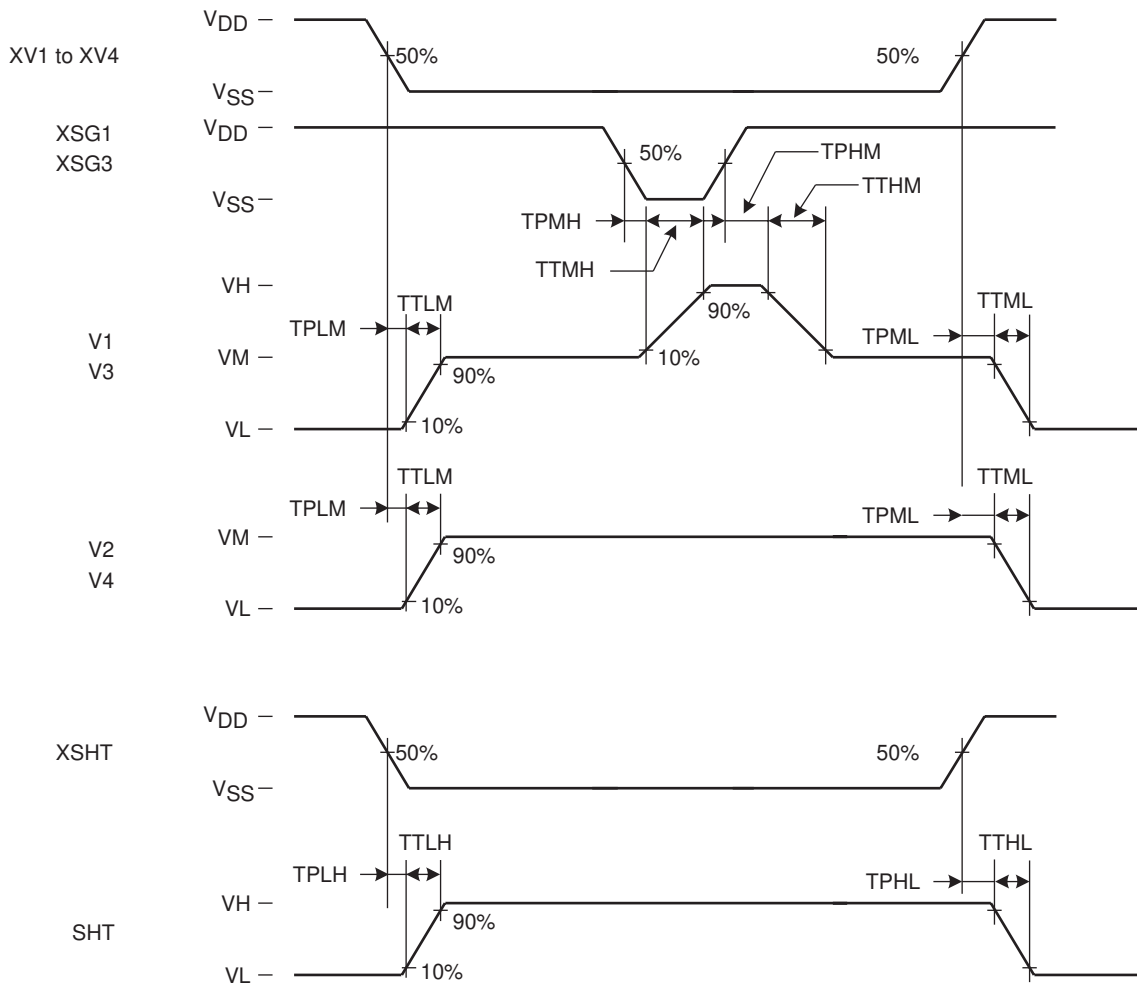 VDD
XV1 to XV4
50%
50%
VSS
XSG1
VDD
XSG3
50%
TPHM
VSS
TTHM
TPMH
TTMH
VH
TTLM
TTML
90%
TPLM
TPML
V1
VM
10%
V3
90%
VL
10%
TTLM
TTML
TPLM
TPML
VM
V2
90%
V4
VL
10%
VDD
XSHT
50%
50%
VSS
TTLH
TTHL
TPLH
TPHL
VH
90%
SHT
VL
10%